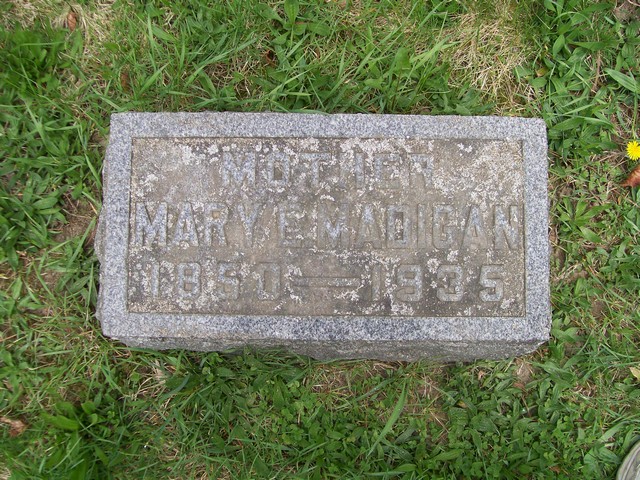 MOTHER
MARY E MADIGAN
1850 = 1935